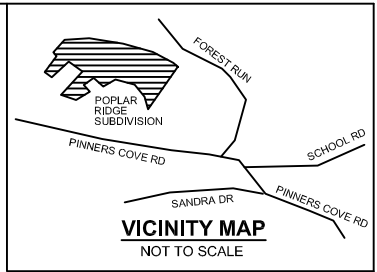 FOREST RUN
POPLAR
RIDGE
SUBDIVISION
PINNERS COVE RD
SCHOOL RD
SANDRA DR
PINNERS COVE RD
VICINITY MAP
NOT TO SCALE